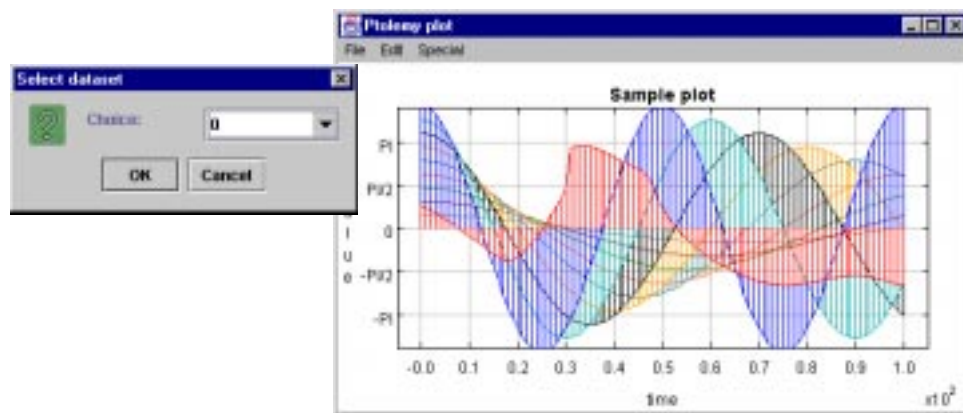 Ptolemy plot
File Edit Special
Select dataset
Choice:
0
OK
Cancel
Sample plot
PI
PI/2
0
-PI/2
-PI
l
u
e
-0.0 0.1 0.2 0.3 0.4 0.5 0.6 0.7 0.8 0.9 1.0
time
x10²